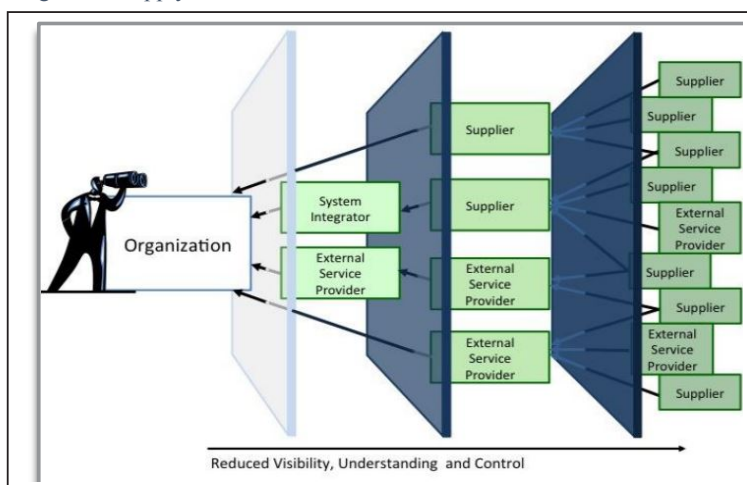 Supplier
Supplier
Supplier
Supplier
System
Integrator
Supplier
Supplier
External
Service
Provider
Organization
External
Service
Provider
External
Service
Provider
Supplier
Supplier
External
Service
Provider
External
Service
Provider
Supplier
Reduced Visibility, Understanding and Control